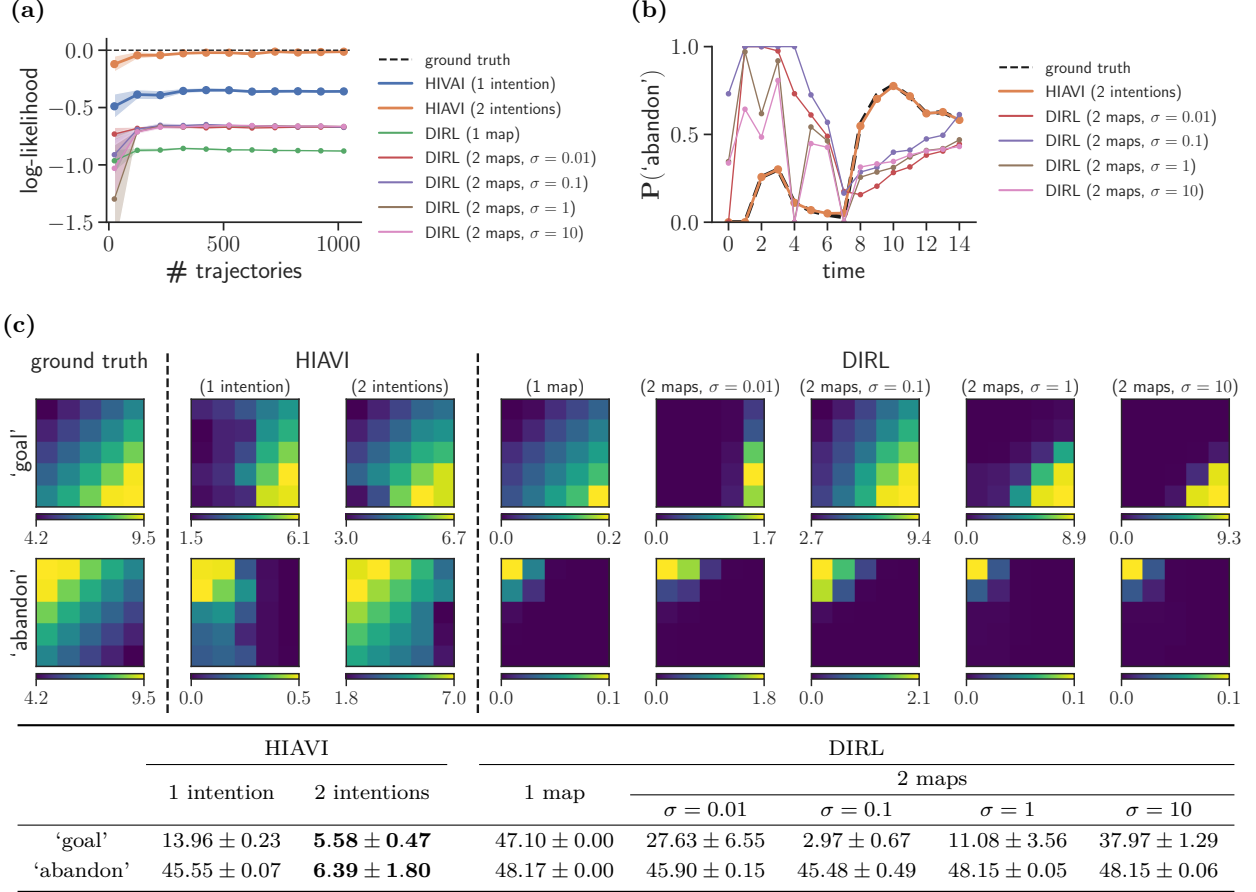 (a)
0.0
−0.5
−1.0
−1.5
log-likelihood
0
500
1000
# trajectories
ground truth
HIVAI (1 intention)
HIAVI (2 intentions)
DIRL (1 map)
DIRL (2 maps, σ = 0.01)
DIRL (2 maps, σ = 0.1)
DIRL (2 maps, σ = 1)
DIRL (2 maps, σ = 10)
(b)
1.0
0.5
0.0
P(‘abandon’)
0 2 4 6 8 10 12 14
time
ground truth
HIAVI (2 intentions)
DIRL (2 maps, σ = 0.01)
DIRL (2 maps, σ = 0.1)
DIRL (2 maps, σ = 1)
DIRL (2 maps, σ = 10)
(c)
ground truth HIAVI DIRL
(1 intention) (2 intentions) (1 map) (2 maps, σ = 0.01) (2 maps, σ = 0.1) (2 maps, σ = 1) (2 maps, σ = 10)
‘goal’
4.2 9.5 1.5 6.1 3.0 6.7 0.0 0.2 0.0 1.7 2.7 9.4 0.0 8.9 0.0 9.3
‘abandon’
4.2 9.5 0.0 0.5 1.8 7.0 0.0 0.1 0.0 1.8 0.0 2.1 0.0 0.1 0.0 0.1
HIAVI DIRL
1 intention 2 intentions 1 map 2 maps
σ = 0.01 σ = 0.1 σ = 1 σ = 10
‘goal’ 13.96 ± 0.23 5.58 ± 0.47 47.10 ± 0.00 27.63 ± 6.55 2.97 ± 0.67 11.08 ± 3.56 37.97 ± 1.29
‘abandon’ 45.55 ± 0.07 6.39 ± 1.80 48.17 ± 0.00 45.90 ± 0.15 45.48 ± 0.49 48.15 ± 0.05 48.15 ± 0.06